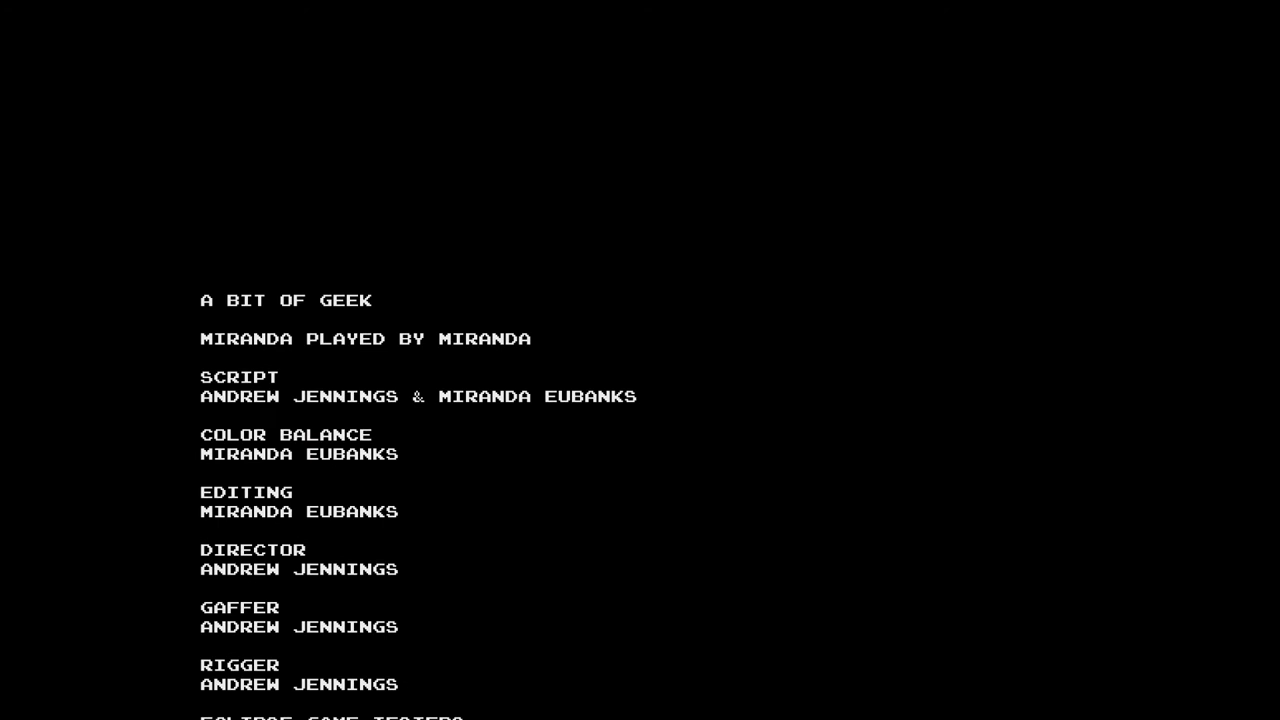 A BIT OF GEEK
MIRANDA PLAYED BY MIRANDA
SCRIPT
ANDREW JENNINGS & MIRANDA EUBANKS
COLOR BALANCE
MIRANDA EUBANKS
EDITING
MIRANDA EUBANKS
DIRECTOR
ANDREW JENNINGS
GAFFER
ANDREW JENNINGS
RIGGER
ANDREW JENNINGS